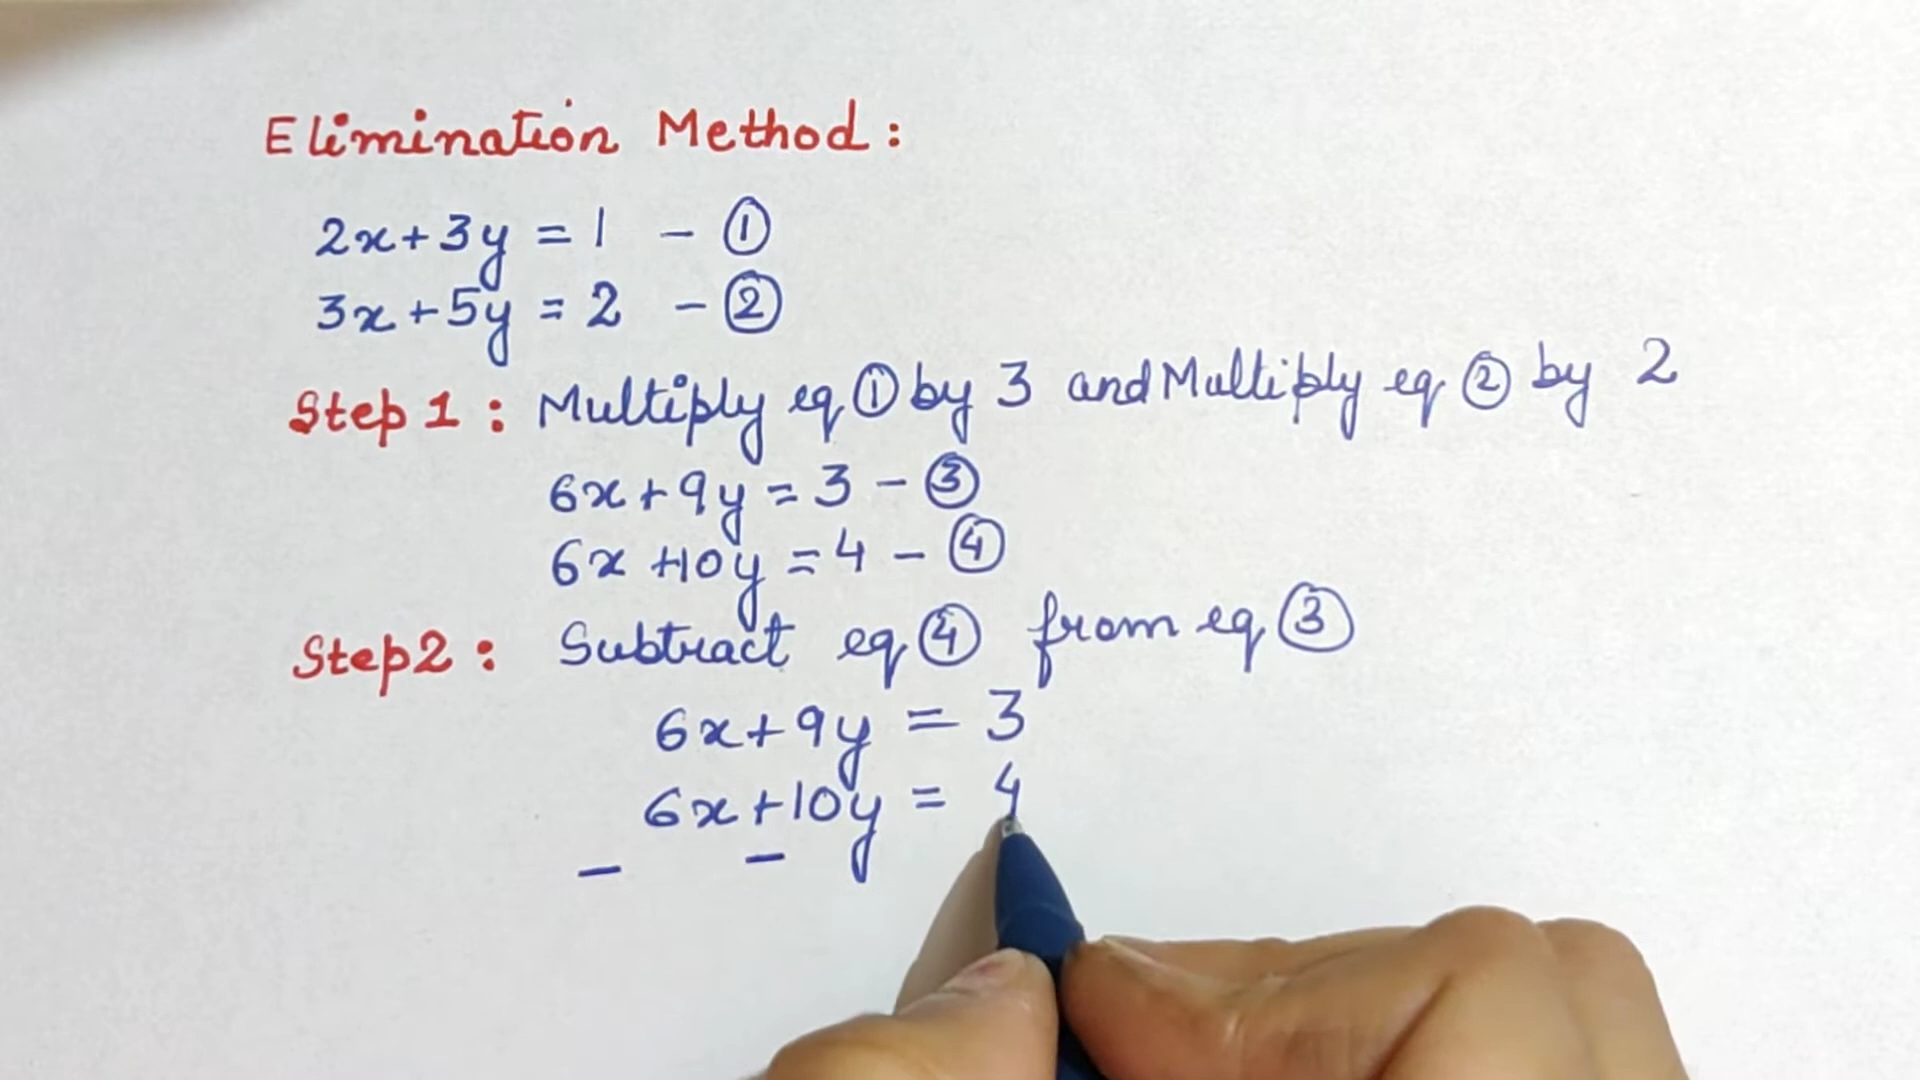 Elimination Method:
2x+3y = 1 - ①
3x+5y = 2 - ②
Step 1: Multiply eq ① by 3 and Multiply eq ② by 2
6x+9y = 3 - ③
6x+10y = 4 - ④
Step2: Subtract eq ④ from eq ③
6x+9y = 3
6x+10y = 4
- -